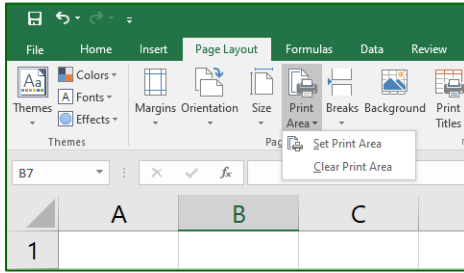 File Home Insert Page Layout Formulas Data Review
Aa Colors
A Fonts
Effects
Themes Margins Orientation Size Print Area Breaks Background Print Titles
Themes
Set Print Area
Clear Print Area
B7 fx
A B C
1